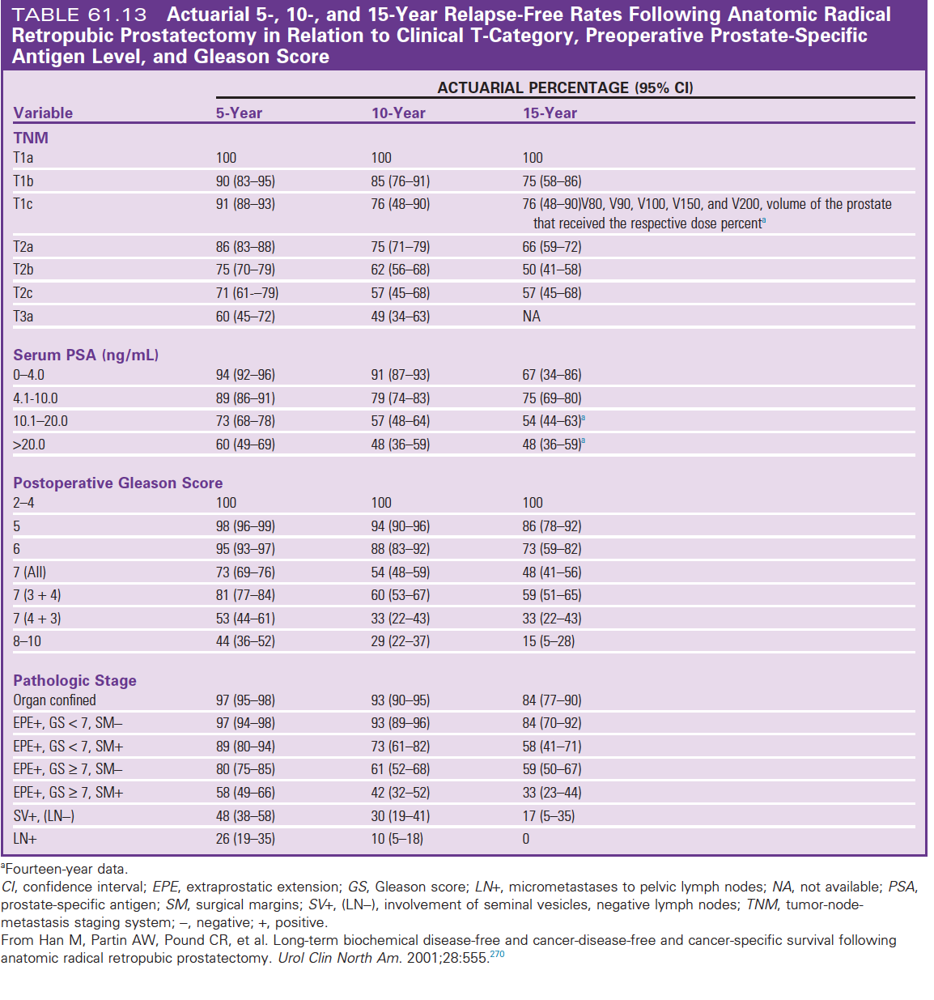 TABLE 61.13 Actuarial 5-, 10-, and 15-Year Relapse-Free Rates Following Anatomic Radical
Retropubic Prostatectomy in Relation to Clinical T-Category, Preoperative Prostate-Specific
Antigen Level, and Gleason Score
ACTUARIAL PERCENTAGE (95% CI)
Variable 5-Year 10-Year 15-Year
TNM
T1a 100 100 100
T1b 90 (83–95) 85 (76–91) 75 (58–86)
T1c 91 (88–93) 76 (48–90) 76 (48–90)V80, V90, V100, V150, and V200, volume of the prostate
that received the respective dose percentᵃ
T2a 86 (83–88) 75 (71–79) 66 (59–72)
T2b 75 (70–79) 62 (56–68) 50 (41–58)
T2c 71 (61-–79) 57 (45–68) 57 (45–68)
T3a 60 (45–72) 49 (34–63) NA
Serum PSA (ng/mL)
0–4.0 94 (92–96) 91 (87–93) 67 (34–86)
4.1-10.0 89 (86–91) 79 (74–83) 75 (69–80)
10.1–20.0 73 (68–78) 57 (48–64) 54 (44–63)ᵃ
>20.0 60 (49–69) 48 (36–59) 48 (36–59)ᵃ
Postoperative Gleason Score
2–4 100 100 100
5 98 (96–99) 94 (90–96) 86 (78–92)
6 95 (93–97) 88 (83–92) 73 (59–82)
7 (All) 73 (69–76) 54 (48–59) 48 (41–56)
7 (3 + 4) 81 (77–84) 60 (53–67) 59 (51–65)
7 (4 + 3) 53 (44–61) 33 (22–43) 33 (22–43)
8–10 44 (36–52) 29 (22–37) 15 (5–28)
Pathologic Stage
Organ confined 97 (95–98) 93 (90–95) 84 (77–90)
EPE+, GS < 7, SM– 97 (94–98) 93 (89–96) 84 (70–92)
EPE+, GS < 7, SM+ 89 (80–94) 73 (61–82) 58 (41–71)
EPE+, GS ≥ 7, SM– 80 (75–85) 61 (52–68) 59 (50–67)
EPE+, GS ≥ 7, SM+ 58 (49–66) 42 (32–52) 33 (23–44)
SV+, (LN–) 48 (38–58) 30 (19–41) 17 (5–35)
LN+ 26 (19–35) 10 (5–18) 0
ᵃFourteen-year data.
CI, confidence interval; EPE, extraprostatic extension; GS, Gleason score; LN+, micrometastases to pelvic lymph nodes; NA, not available; PSA,
prostate-specific antigen; SM, surgical margins; SV+, (LN–), involvement of seminal vesicles, negative lymph nodes; TNM, tumor-node-
metastasis staging system; –, negative; +, positive.
From Han M, Partin AW, Pound CR, et al. Long-term biochemical disease-free and cancer-disease-free and cancer-specific survival following
anatomic radical retropubic prostatectomy. Urol Clin North Am. 2001;28:555.²⁷⁰